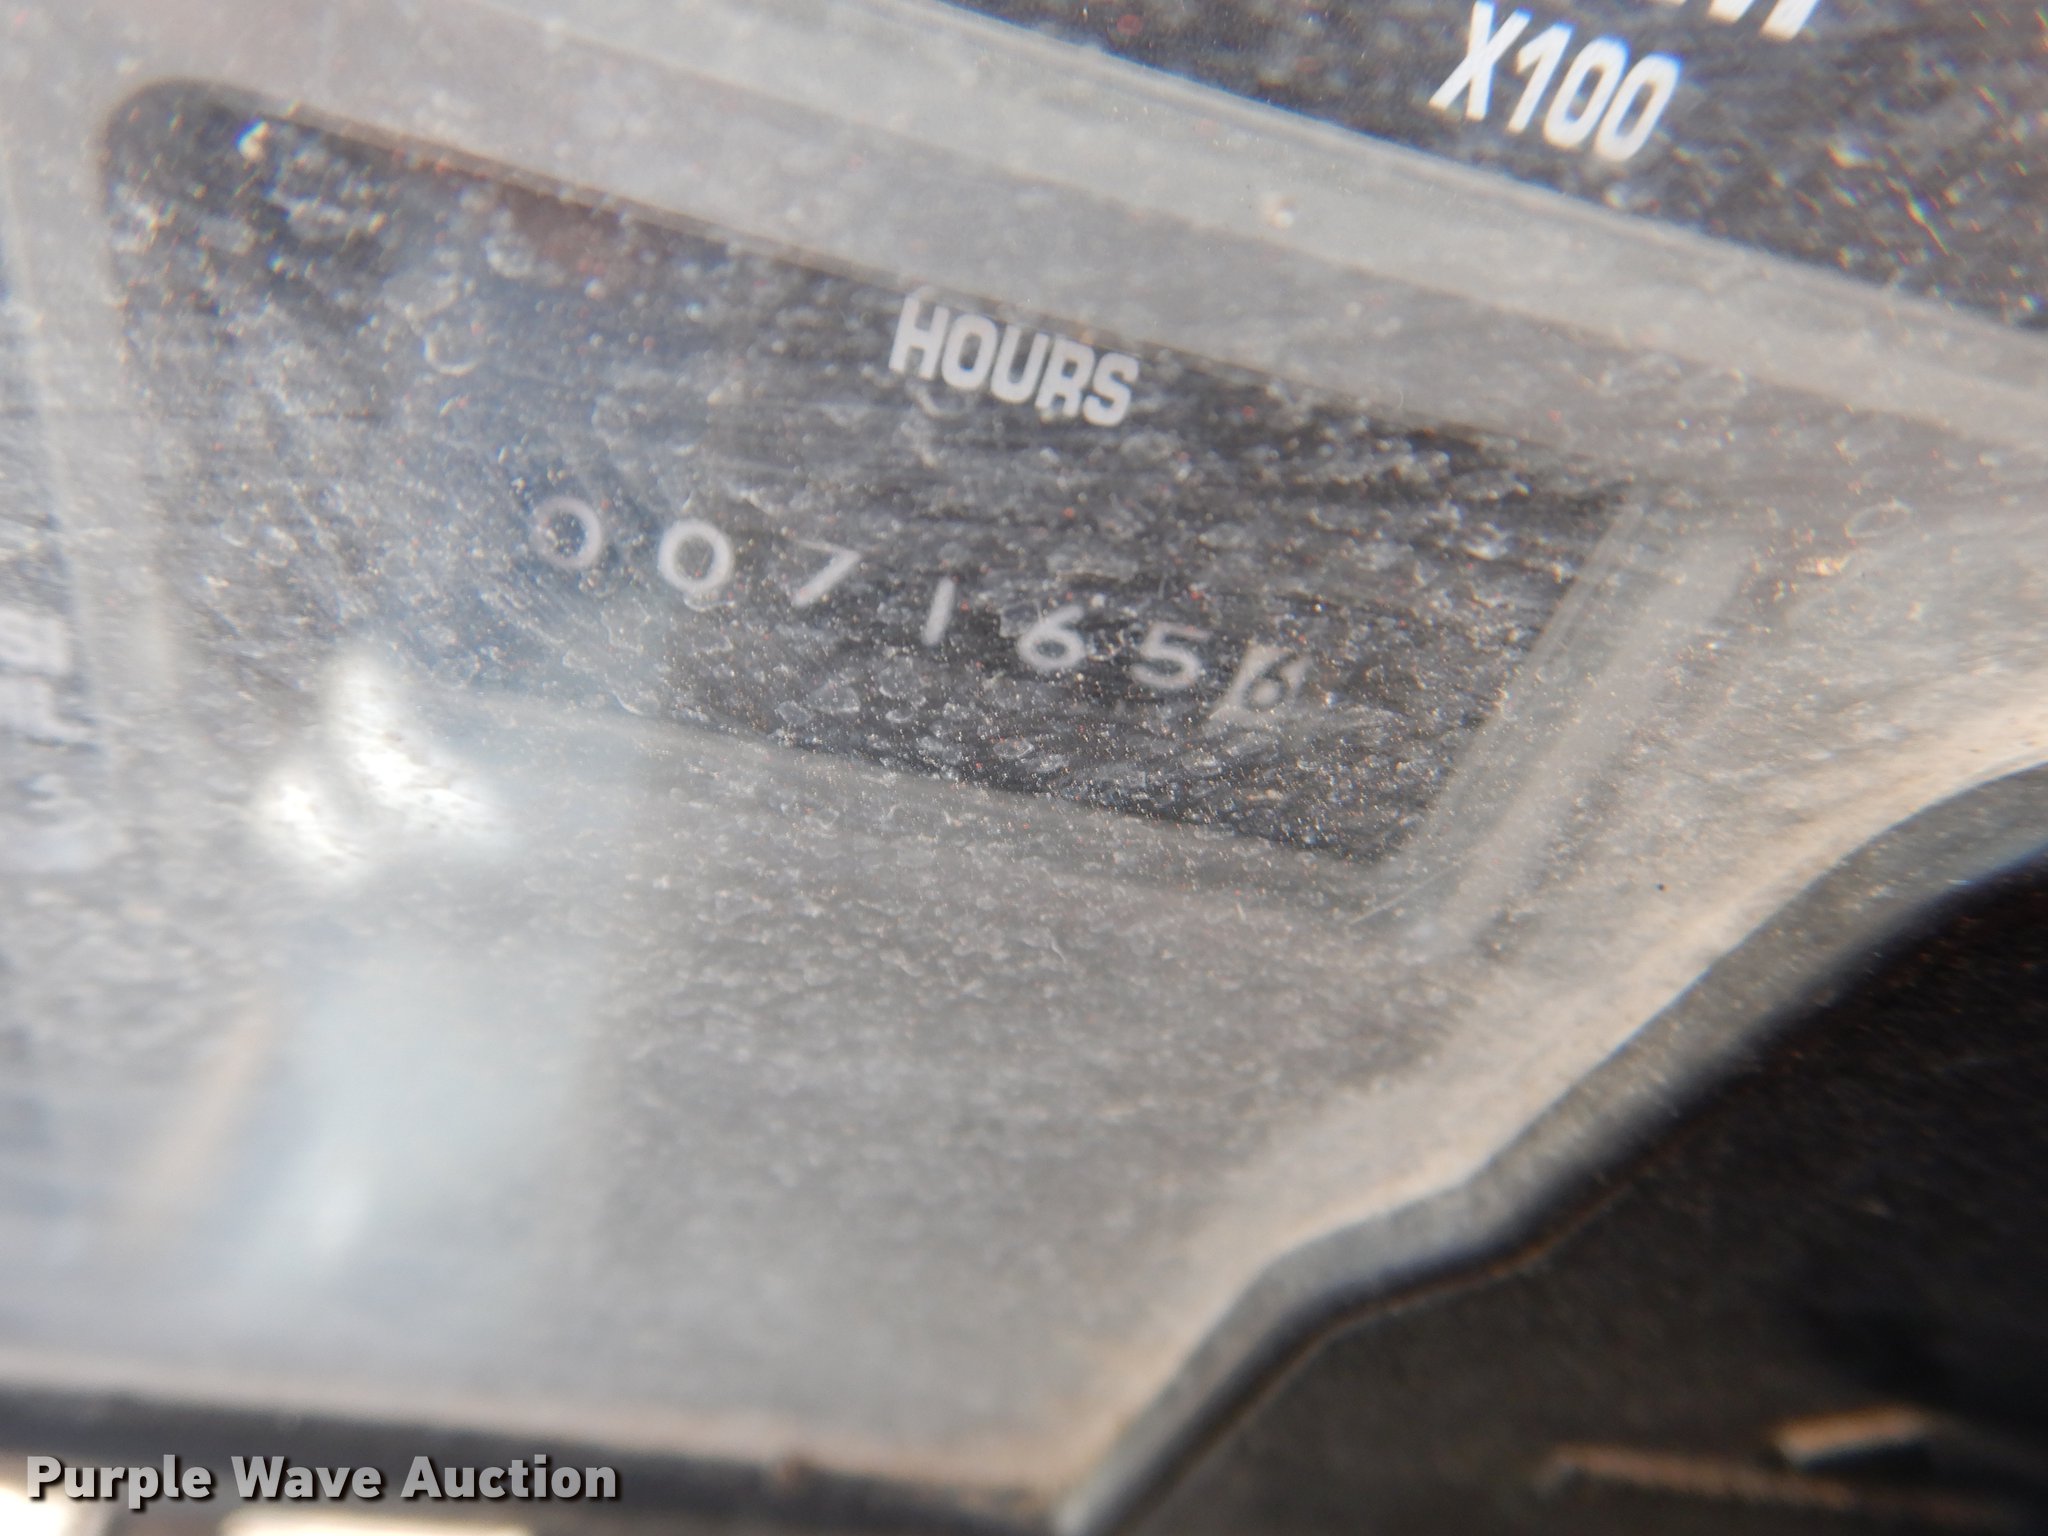 X100
HOURS
0071656
Purple Wave Auction